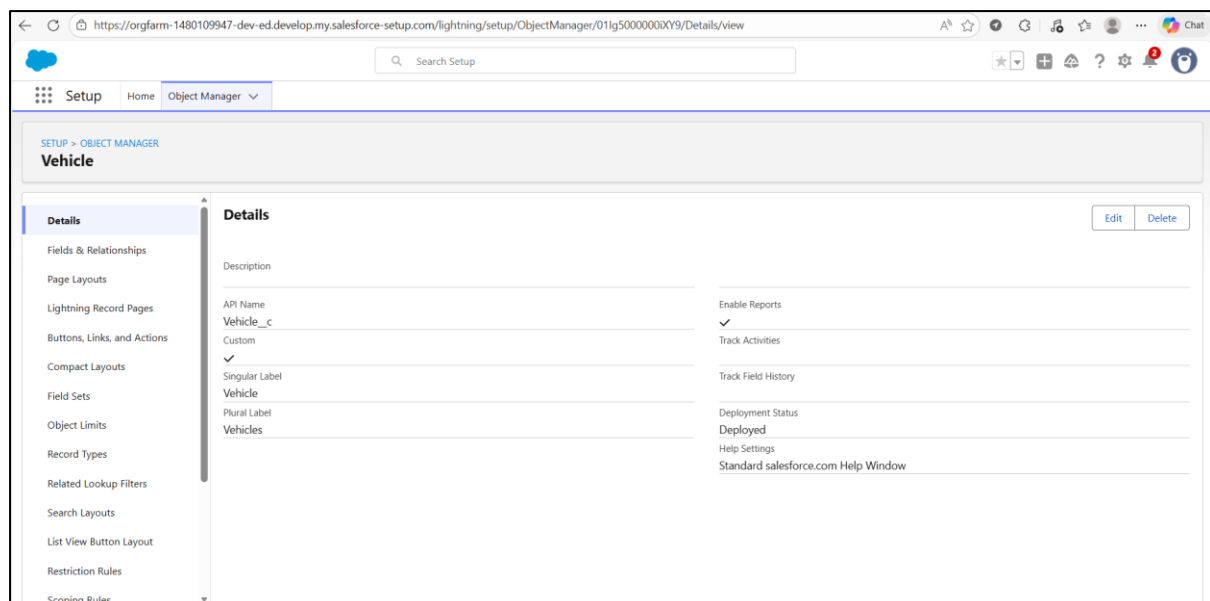 https://orgfarm-1480109947-dev-ed.develop.my.salesforce-setup.com/lightning/setup/ObjectManager/01Ig5000000iXY9/Details/view
Chat
Search Setup
2
Setup Home Object Manager
SETUP > OBJECT MANAGER
Vehicle
Details
Fields & Relationships
Page Layouts
Lightning Record Pages
Buttons, Links, and Actions
Compact Layouts
Field Sets
Object Limits
Record Types
Related Lookup Filters
Search Layouts
List View Button Layout
Restriction Rules
Scoping Rules
Details
Edit Delete
Description
API Name
Vehicle__c
Custom
Singular Label
Vehicle
Plural Label
Vehicles
Enable Reports
Track Activities
Track Field History
Deployment Status
Deployed
Help Settings
Standard salesforce.com Help Window